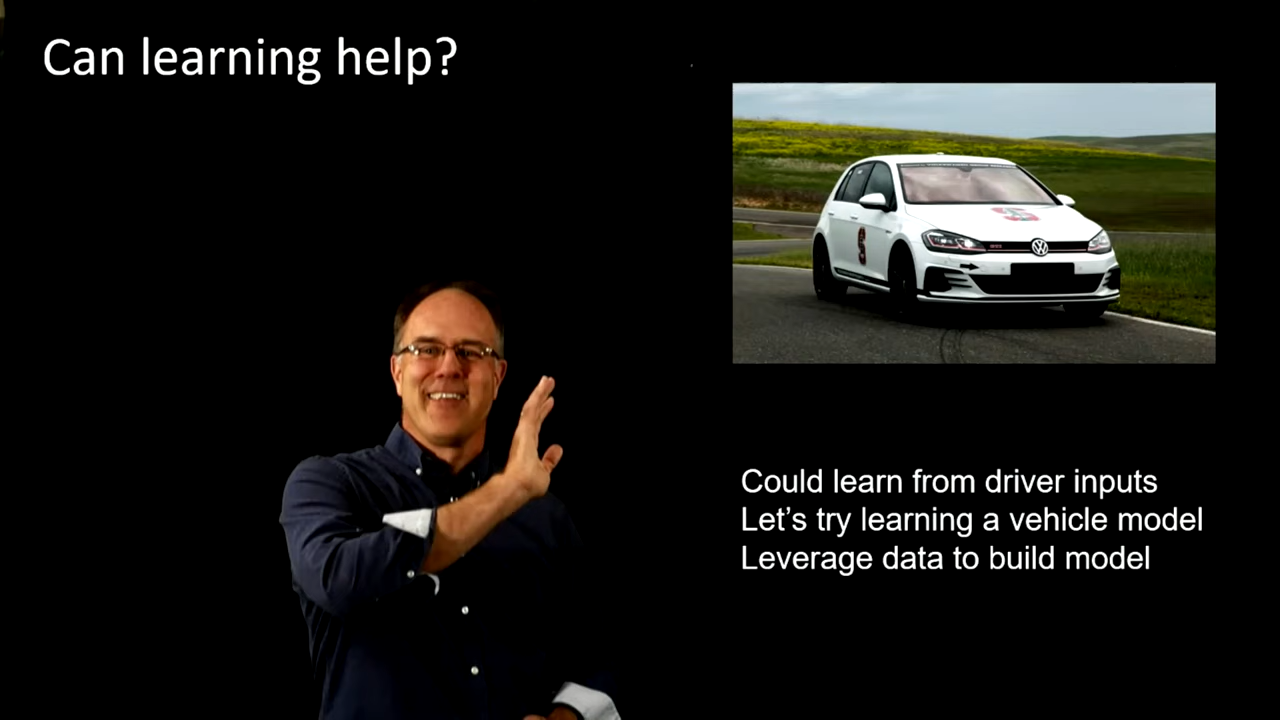 Can learning help?
Could learn from driver inputs
Let's try learning a vehicle model
Leverage data to build model